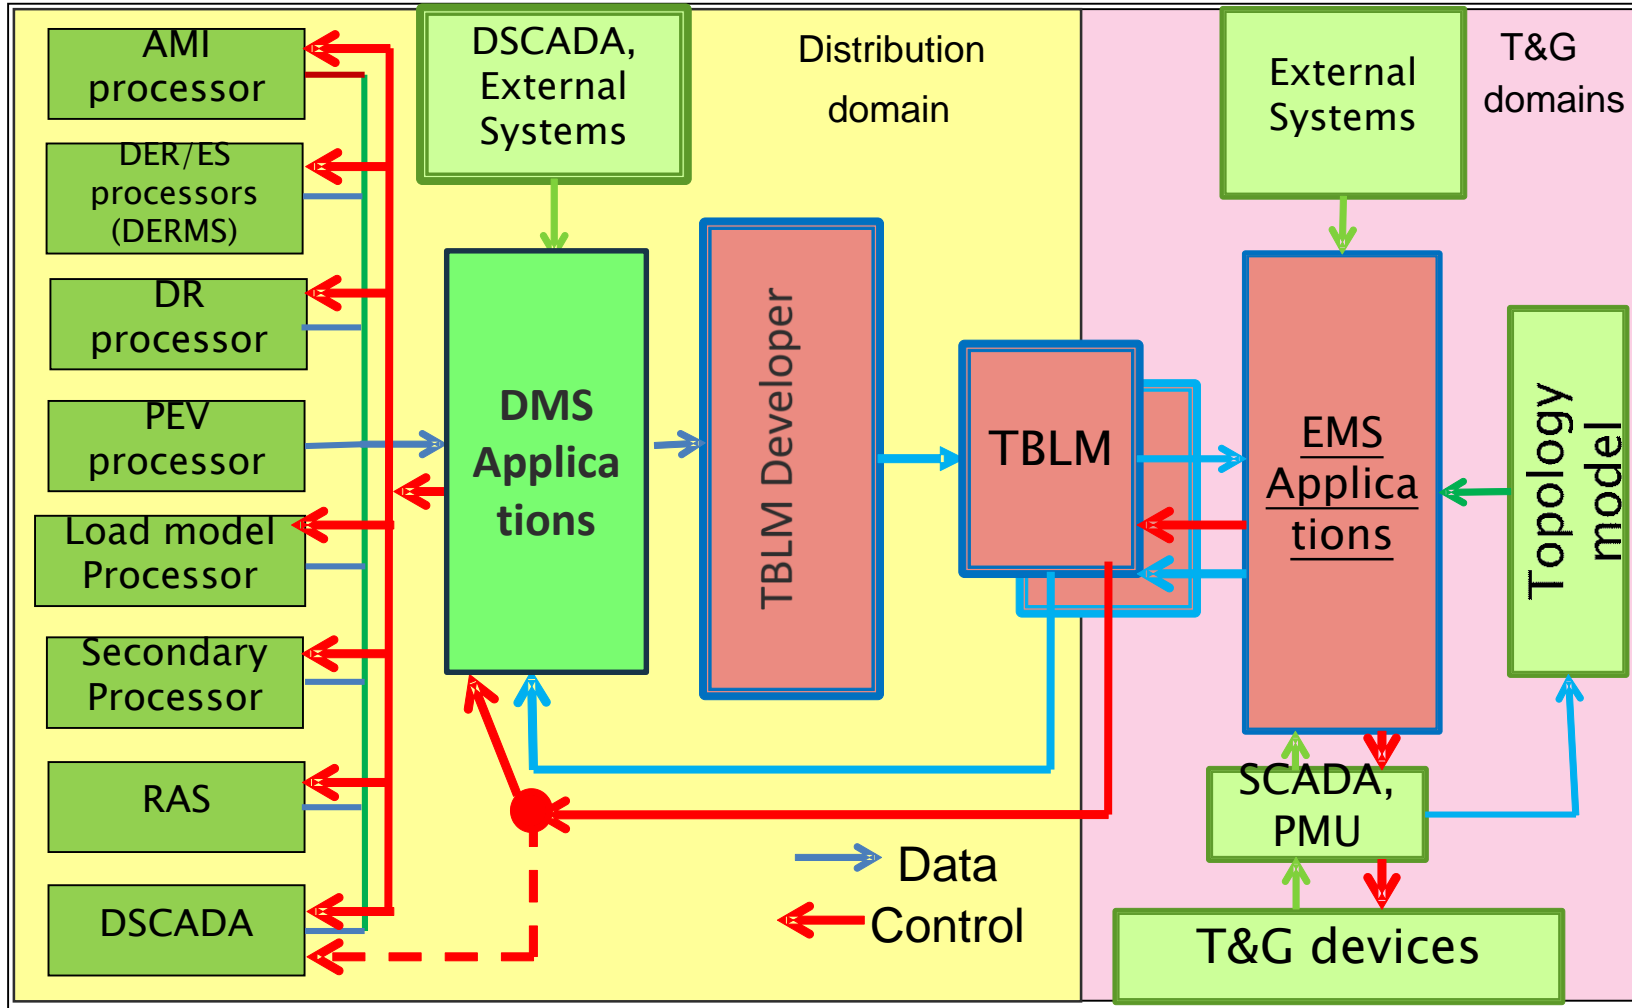 AMI
processor
DER/ES
processors
(DERMS)
DR
processor
PEV
processor
Load model
Processor
Secondary
Processor
RAS
DSCADA
DSCADA,
External
Systems
Distribution
domain
DMS
Applica
tions
TBLM Developer
TBLM
External
Systems
T&G
domains
EMS
Applica
tions
Topology
model
SCADA,
PMU
T&G devices
Data
Control